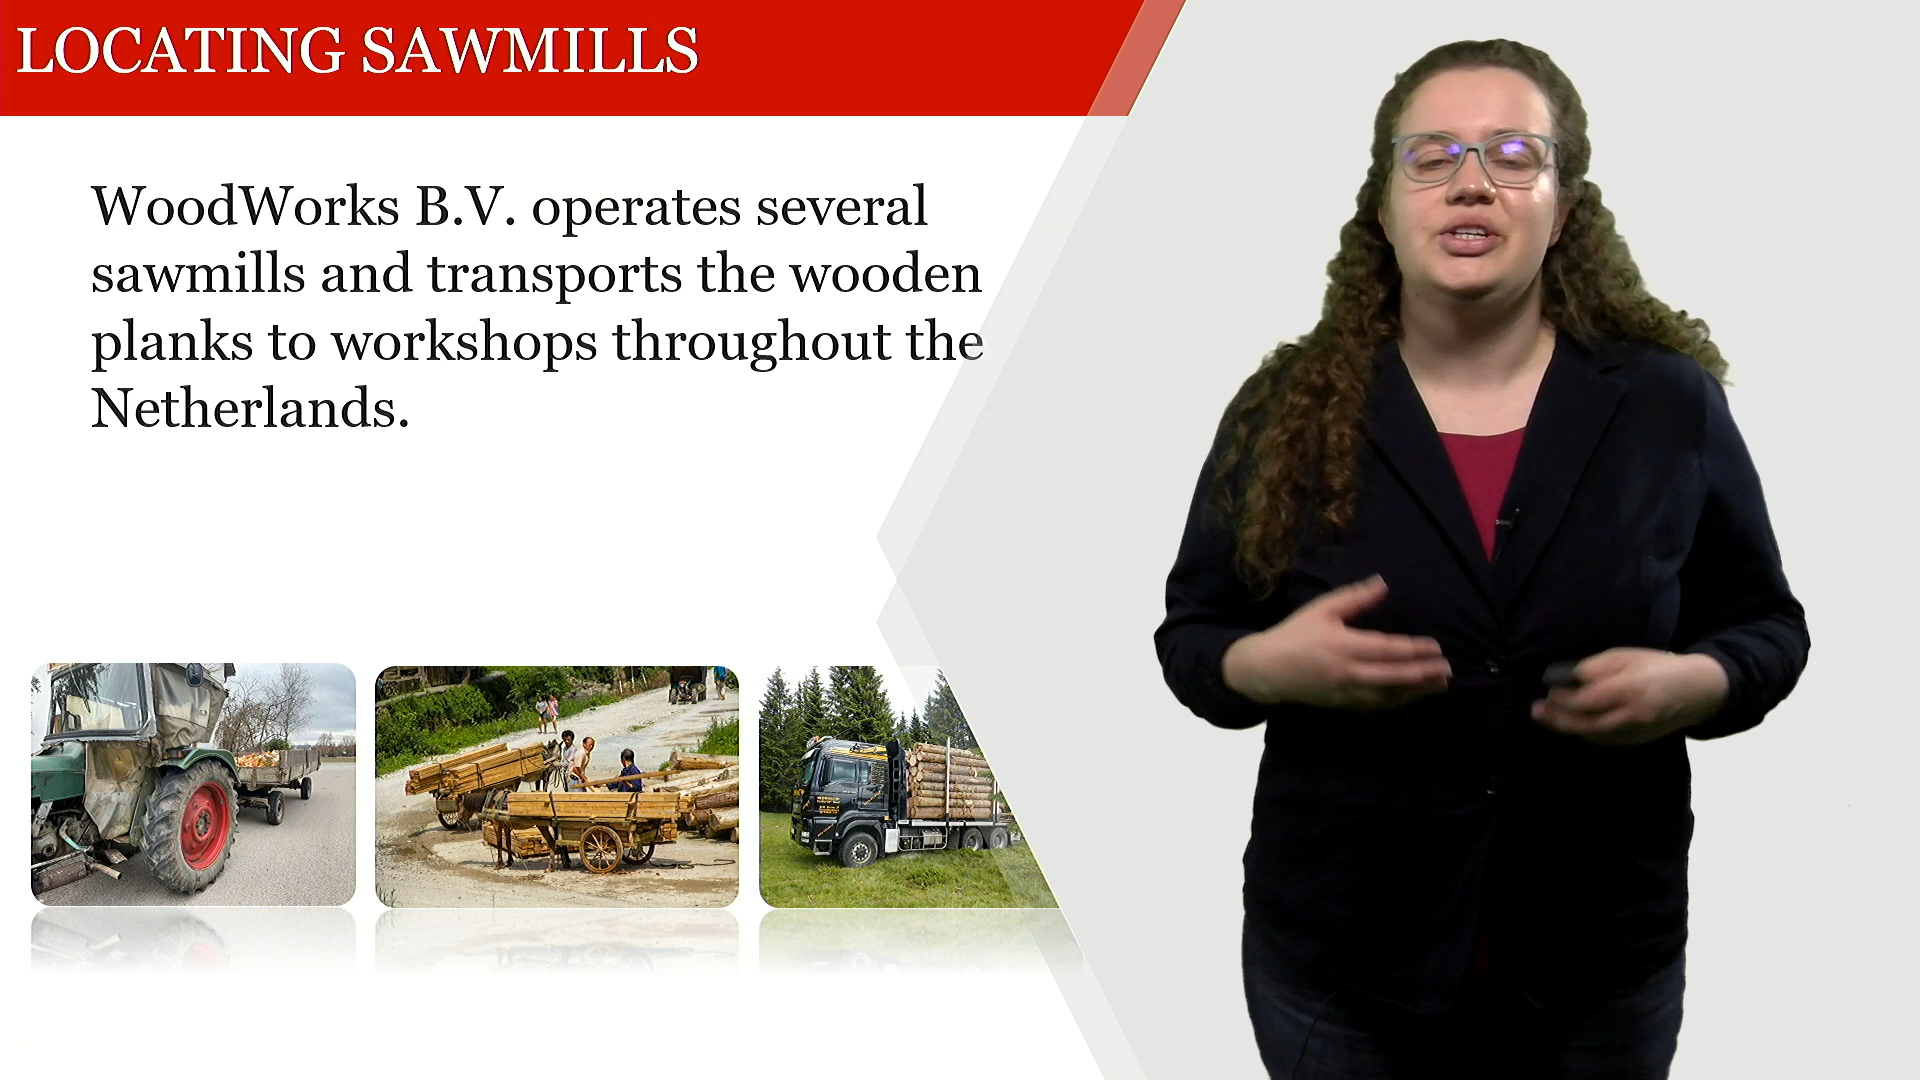 LOCATING SAWMILLS
WoodWorks B.V. operates several
sawmills and transports the wooden
planks to workshops throughout the
Netherlands.